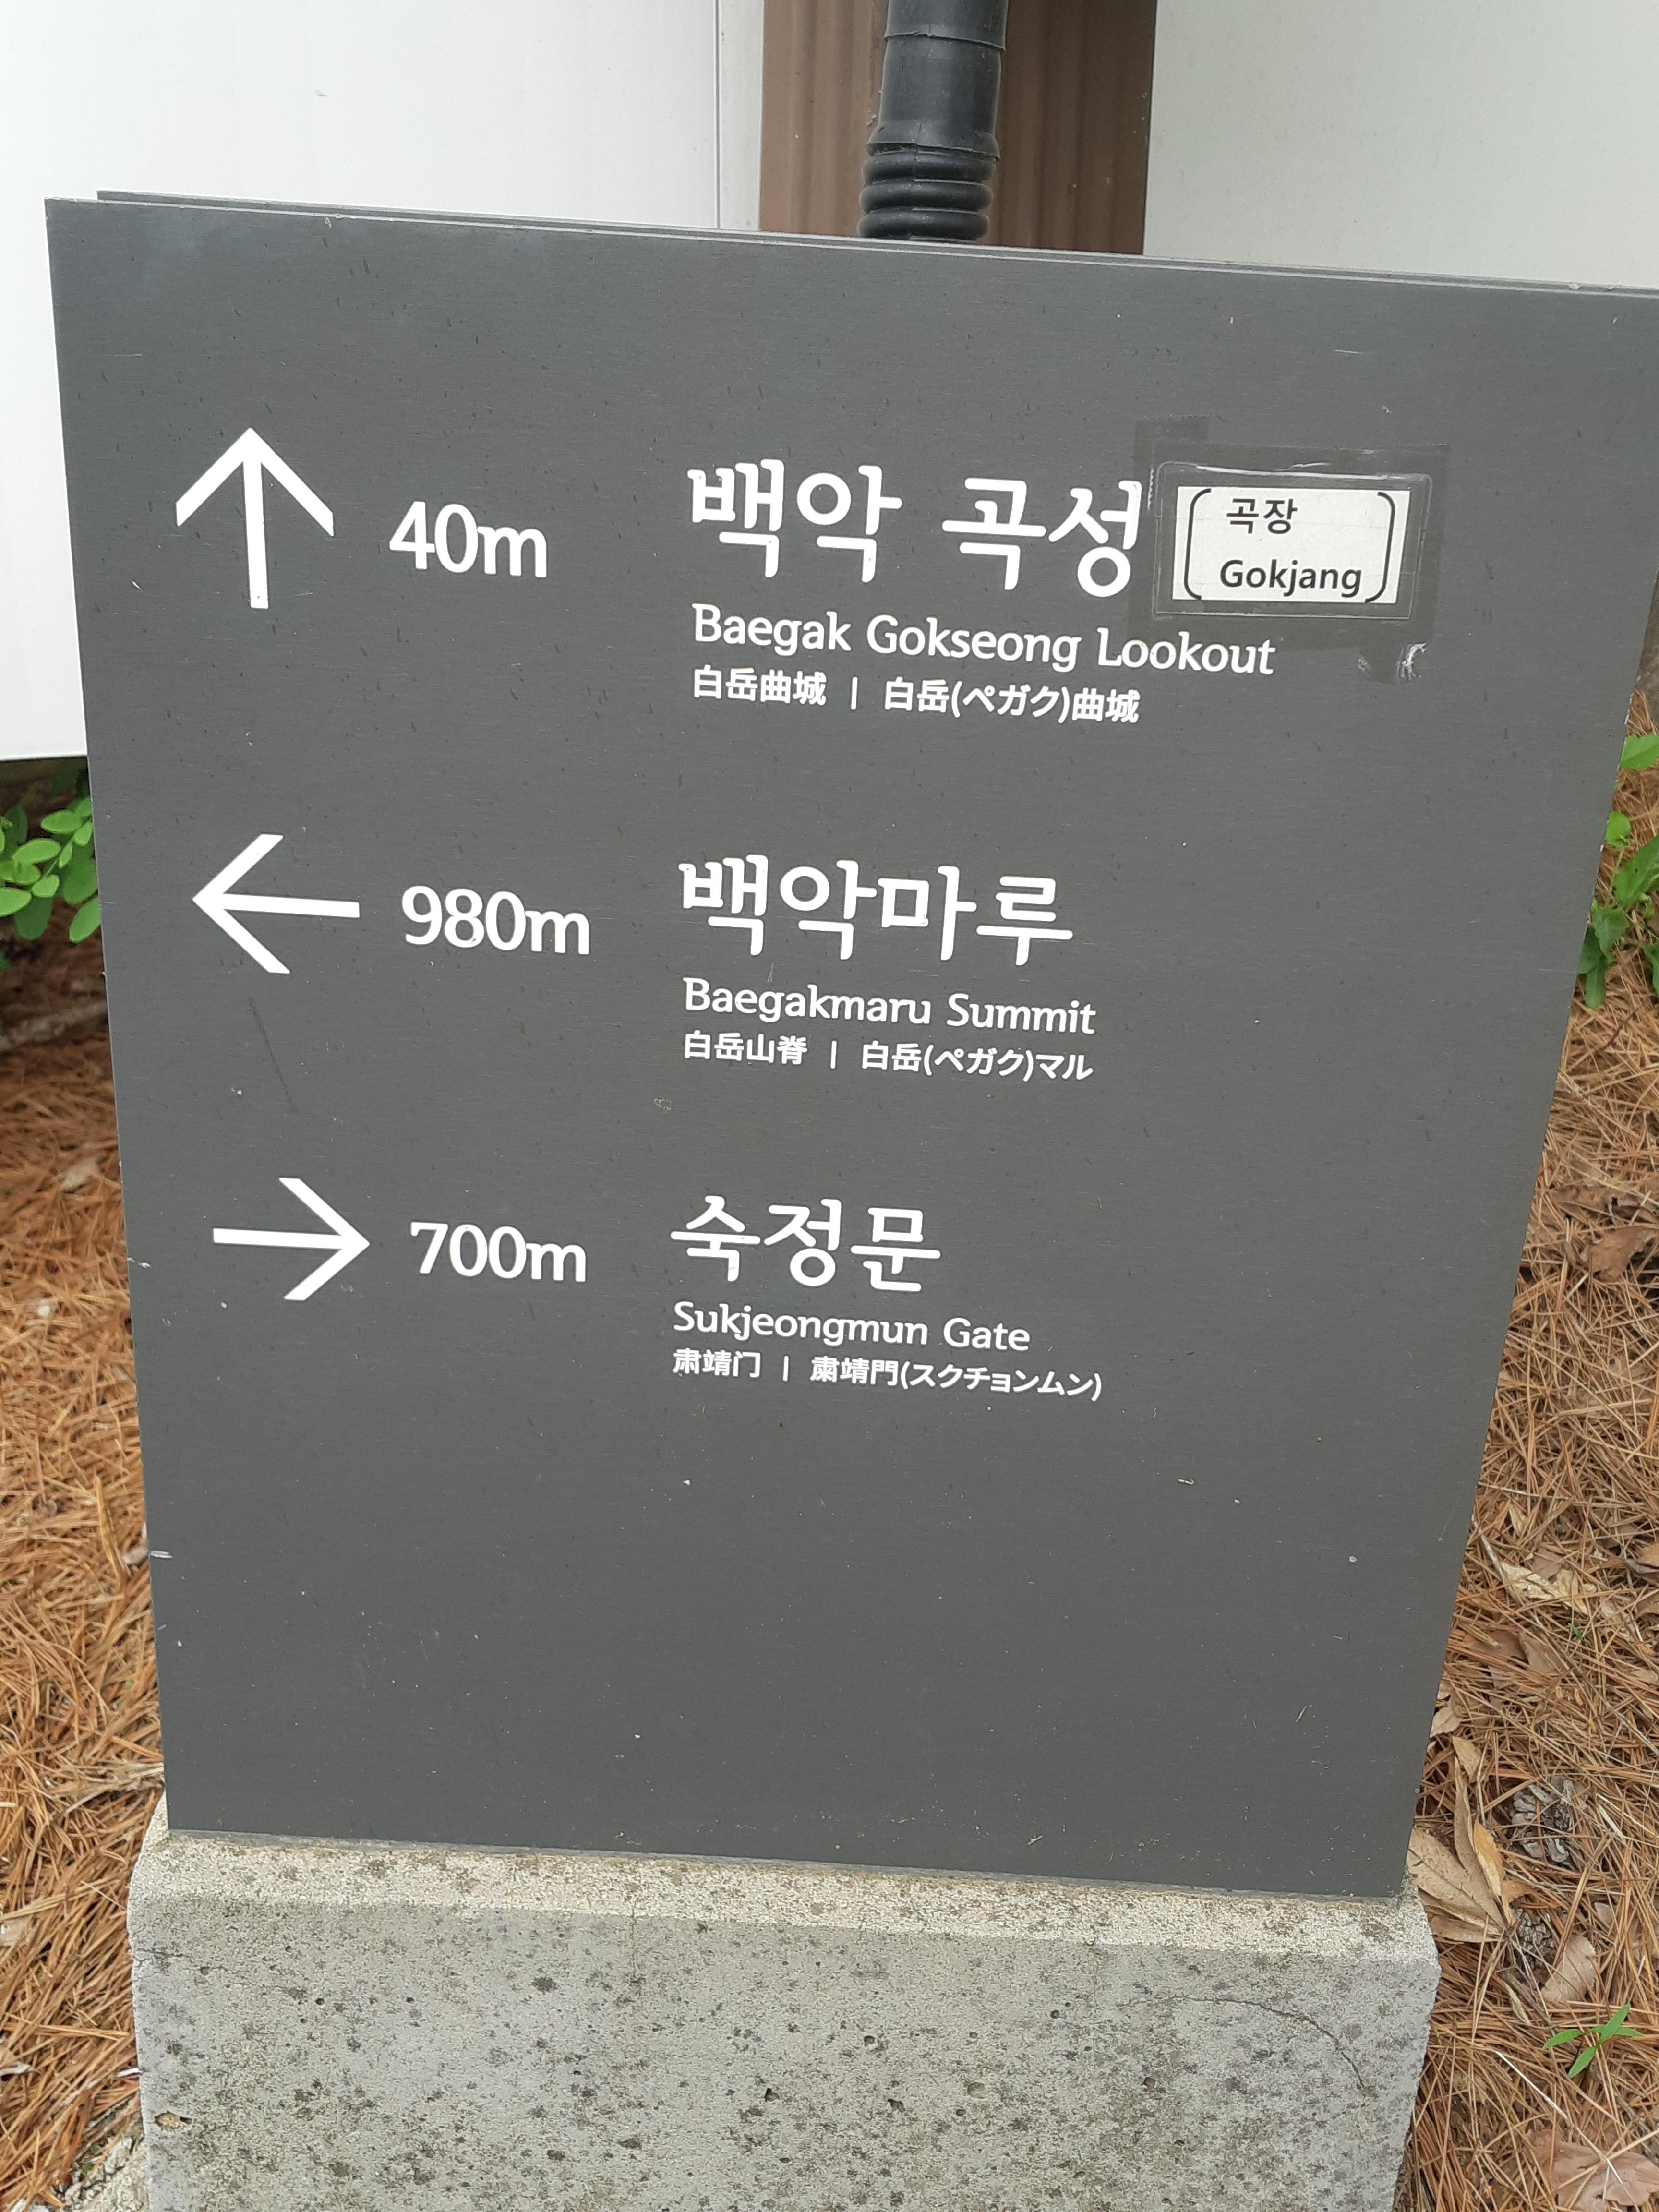 40m 백악 곡성 (곡장
Gokjang)
Baegak Gokseong Lookout
白岳曲城 | 白岳(ペガク)曲城
980m 백악마루
Baegakmaru Summit
白岳山脊 | 白岳(ペガク)マル
700m 숙정문
Sukjeongmun Gate
肃靖门 | 粛靖門(スクチョンムン)